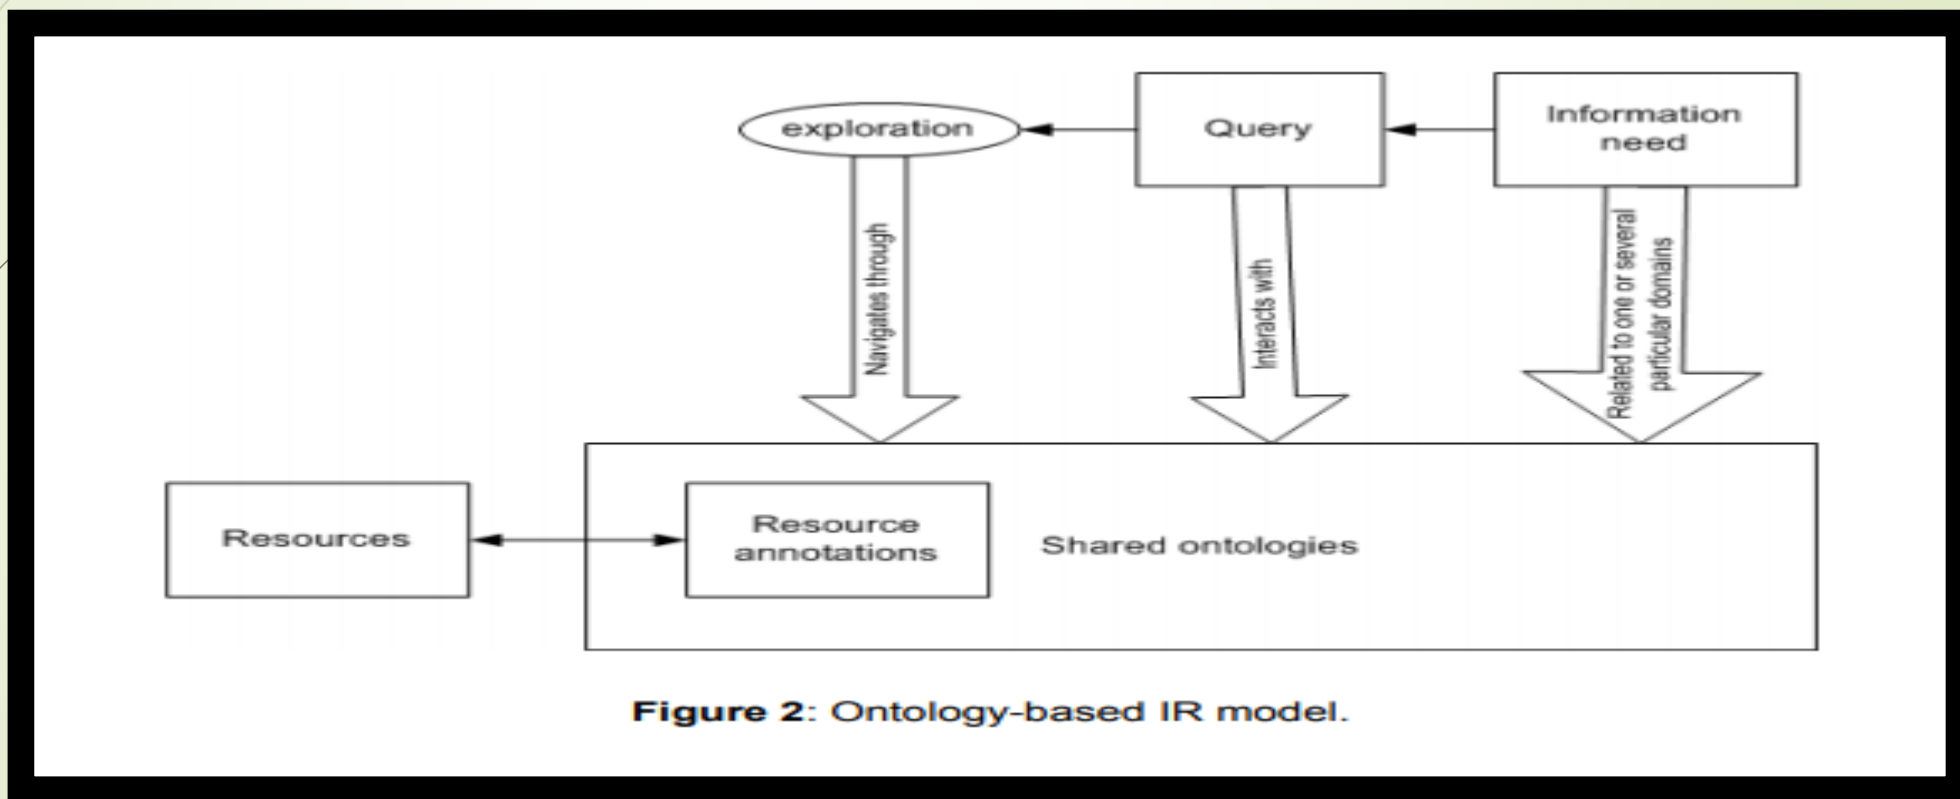 exploration
Query
Information
need
Navigates through
Interacts with
Related to one or several
particular domains
Resources
Resource
annotations
Shared ontologies
Figure 2: Ontology-based IR model.